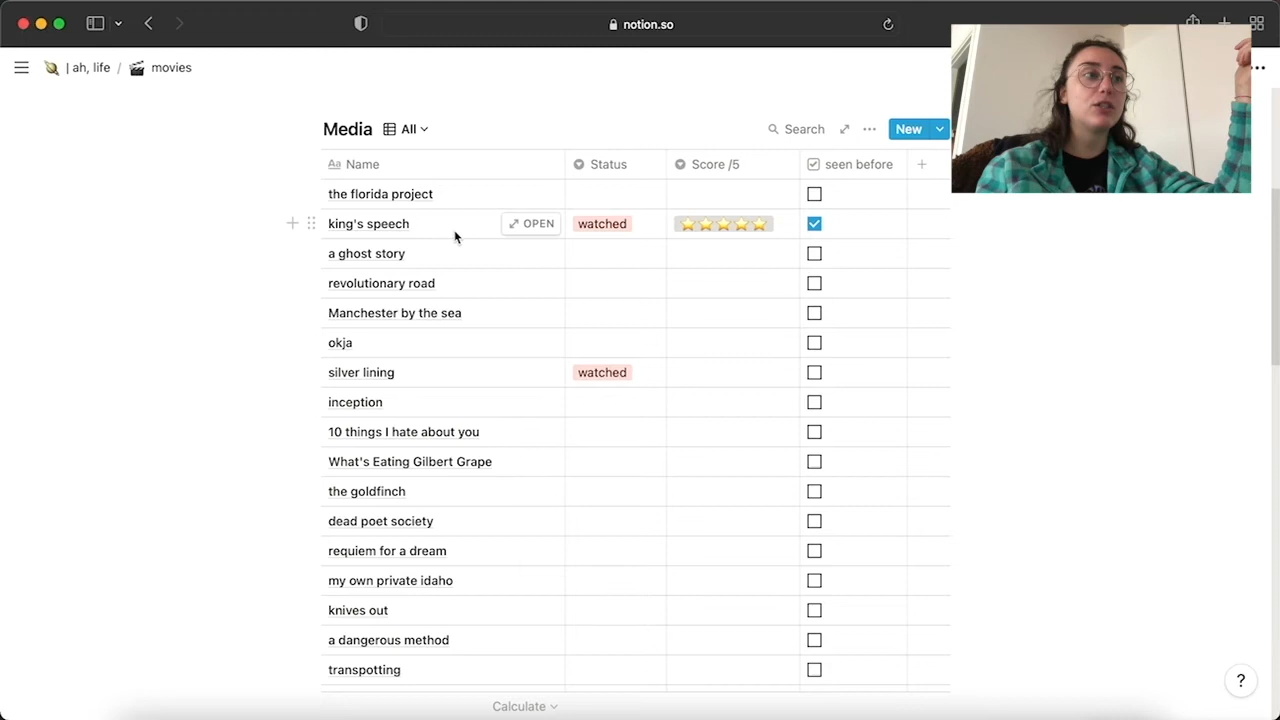 notion.so
| ah, life / movies
Media All
Search
New
Aa Name Status Score /5 seen before
the florida project
king's speech OPEN watched ⭐⭐⭐⭐⭐
a ghost story
revolutionary road
Manchester by the sea
okja
silver lining watched
inception
10 things I hate about you
What's Eating Gilbert Grape
the goldfinch
dead poet society
requiem for a dream
my own private idaho
knives out
a dangerous method
transpotting
Calculate
?